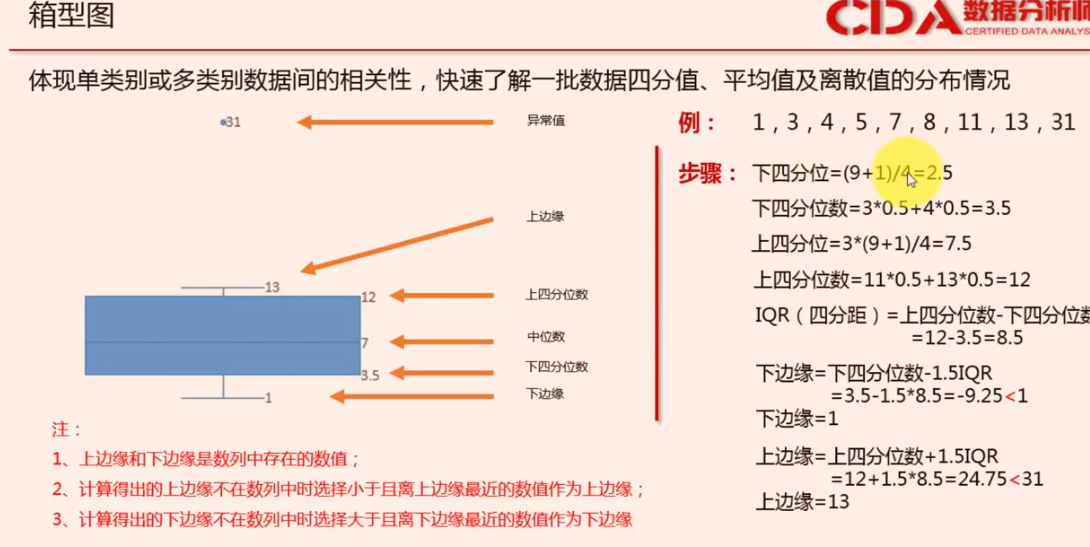 箱型图
CDA数据分析师
CERTIFIED DATA ANALYS
体现单类别或多类别数据间的相关性，快速了解一批数据四分值、平均值及离散值的分布情况
31
异常值
上边缘
13
12
上四分位数
7
中位数
3.5
下四分位数
1
下边缘
注：
1、上边缘和下边缘是数列中存在的数值；
2、计算得出的上边缘不在数列中时选择小于且离上边缘最近的数值作为上边缘；
3、计算得出的下边缘不在数列中时选择大于且离下边缘最近的数值作为下边缘
例： 1，3，4，5，7，8，11，13，31
步骤： 下四分位=(9+1)/4=2.5
下四分位数=3*0.5+4*0.5=3.5
上四分位=3*(9+1)/4=7.5
上四分位数=11*0.5+13*0.5=12
IQR（四分距）=上四分位数-下四分位数
=12-3.5=8.5
下边缘=下四分位数-1.5IQR
=3.5-1.5*8.5=-9.25<1
下边缘=1
上边缘=上四分位数+1.5IQR
=12+1.5*8.5=24.75<31
上边缘=13